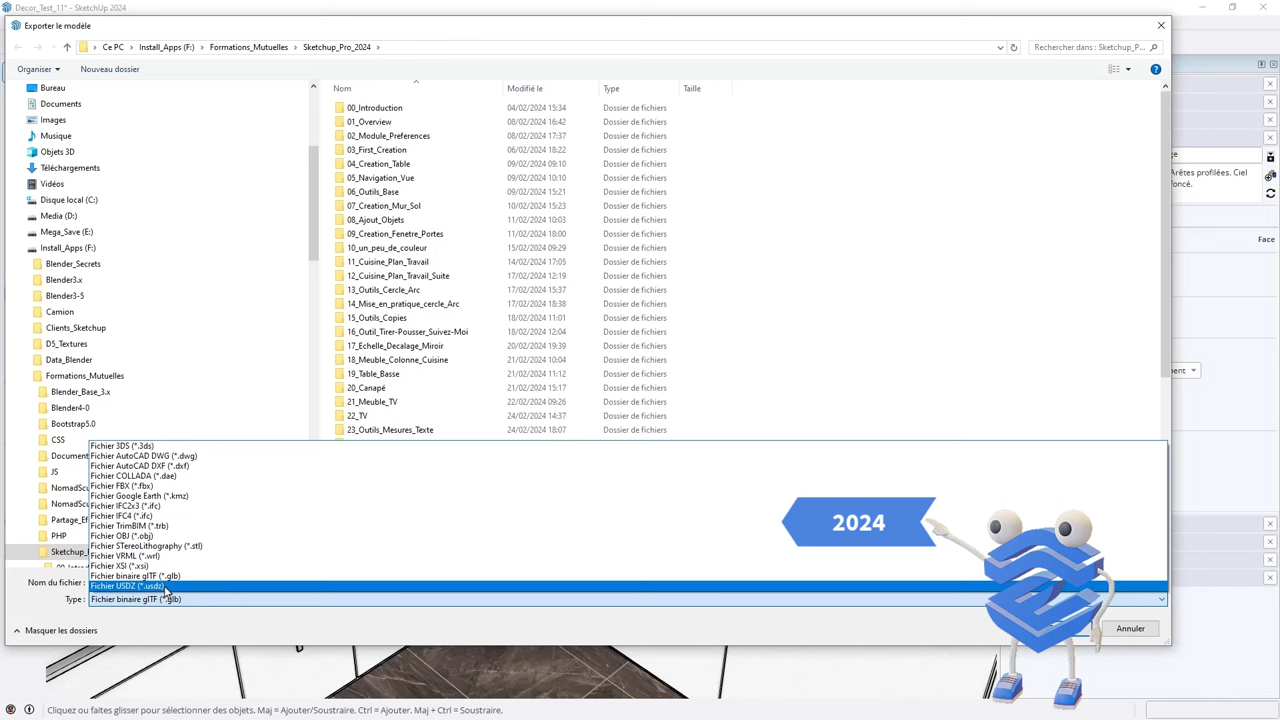 Decor_Test_11* - SketchUp Pro 2024
Exporter le modèle
Ce PC > Install_Apps (F:) > Formations_Mutuelles > Sketchup_Pro_2024 >
Rechercher dans : Sketchup_P...
Organiser
Nouveau dossier
Bureau
Documents
Images
Musique
Objets 3D
Téléchargements
Vidéos
Disque local (C:)
Media (D:)
Mega_Save (E:)
Install_Apps (F:)
Blender_Secrets
Blender3.x
Blender3-5
Camion
Clients_Sketchup
D5_Textures
Data_Blender
Formations_Mutuelles
Blender_Base_3.x
Blender4-0
Bootstrap5.0
CSS
JS
PHP
Nom Modifié le Type Taille
00_Introduction 04/02/2024 15:34 Dossier de fichiers
01_Overview 08/02/2024 16:42 Dossier de fichiers
02_Module_Preferences 08/02/2024 17:37 Dossier de fichiers
03_First_Creation 06/02/2024 18:22 Dossier de fichiers
04_Creation_Table 09/02/2024 09:10 Dossier de fichiers
05_Navigation_Vue 09/02/2024 10:10 Dossier de fichiers
06_Outils_Base 09/02/2024 15:21 Dossier de fichiers
07_Creation_Mur_Sol 10/02/2024 15:23 Dossier de fichiers
08_Ajout_Objets 11/02/2024 10:03 Dossier de fichiers
09_Creation_Fenetre_Portes 11/02/2024 18:00 Dossier de fichiers
10_un_peu_de_couleur 15/02/2024 09:29 Dossier de fichiers
11_Cuisine_Plan_Travail 14/02/2024 17:05 Dossier de fichiers
12_Cuisine_Plan_Travail_Suite 17/02/2024 12:19 Dossier de fichiers
13_Outils_Cercle_Arc 17/02/2024 15:37 Dossier de fichiers
14_Mise_en_pratique_cercle_Arc 17/02/2024 18:38 Dossier de fichiers
15_Outils_Copies 18/02/2024 11:01 Dossier de fichiers
16_Outil_Tirer-Pousser_Suivez-Moi 18/02/2024 12:04 Dossier de fichiers
17_Echelle_Decalage_Miroir 20/02/2024 19:39 Dossier de fichiers
18_Meuble_Colonne_Cuisine 21/02/2024 10:04 Dossier de fichiers
19_Table_Basse 21/02/2024 11:12 Dossier de fichiers
20_Canapé 21/02/2024 15:17 Dossier de fichiers
21_Meuble_TV 22/02/2024 09:26 Dossier de fichiers
22_TV 24/02/2024 14:37 Dossier de fichiers
23_Outils_Mesures_Texte 24/02/2024 18:07 Dossier de fichiers
Fichier 3DS (*.3ds)
Fichier AutoCAD DWG (*.dwg)
Fichier AutoCAD DXF (*.dxf)
Fichier COLLADA (*.dae)
Fichier FBX (*.fbx)
Fichier Google Earth (*.kmz)
Fichier IFC2x3 (*.ifc)
Fichier IFC4 (*.ifc)
Fichier TrimBIM (*.trb)
Fichier OBJ (*.obj)
Fichier STereoLithography (*.stl)
Fichier VRML (*.wrl)
Fichier XSI (*.xsi)
Fichier binaire glTF (*.glb)
Fichier USDZ (*.usdz)
Nom du fichier :
Type : Fichier binaire glTF (*.glb)
Masquer les dossiers
Annuler
2024
Arêtes profilées. Ciel
Face
Cliquez ou faites glisser pour sélectionner des objets. Maj = Ajouter/Soustraire. Ctrl = Ajouter. Maj + Ctrl = Soustraire.